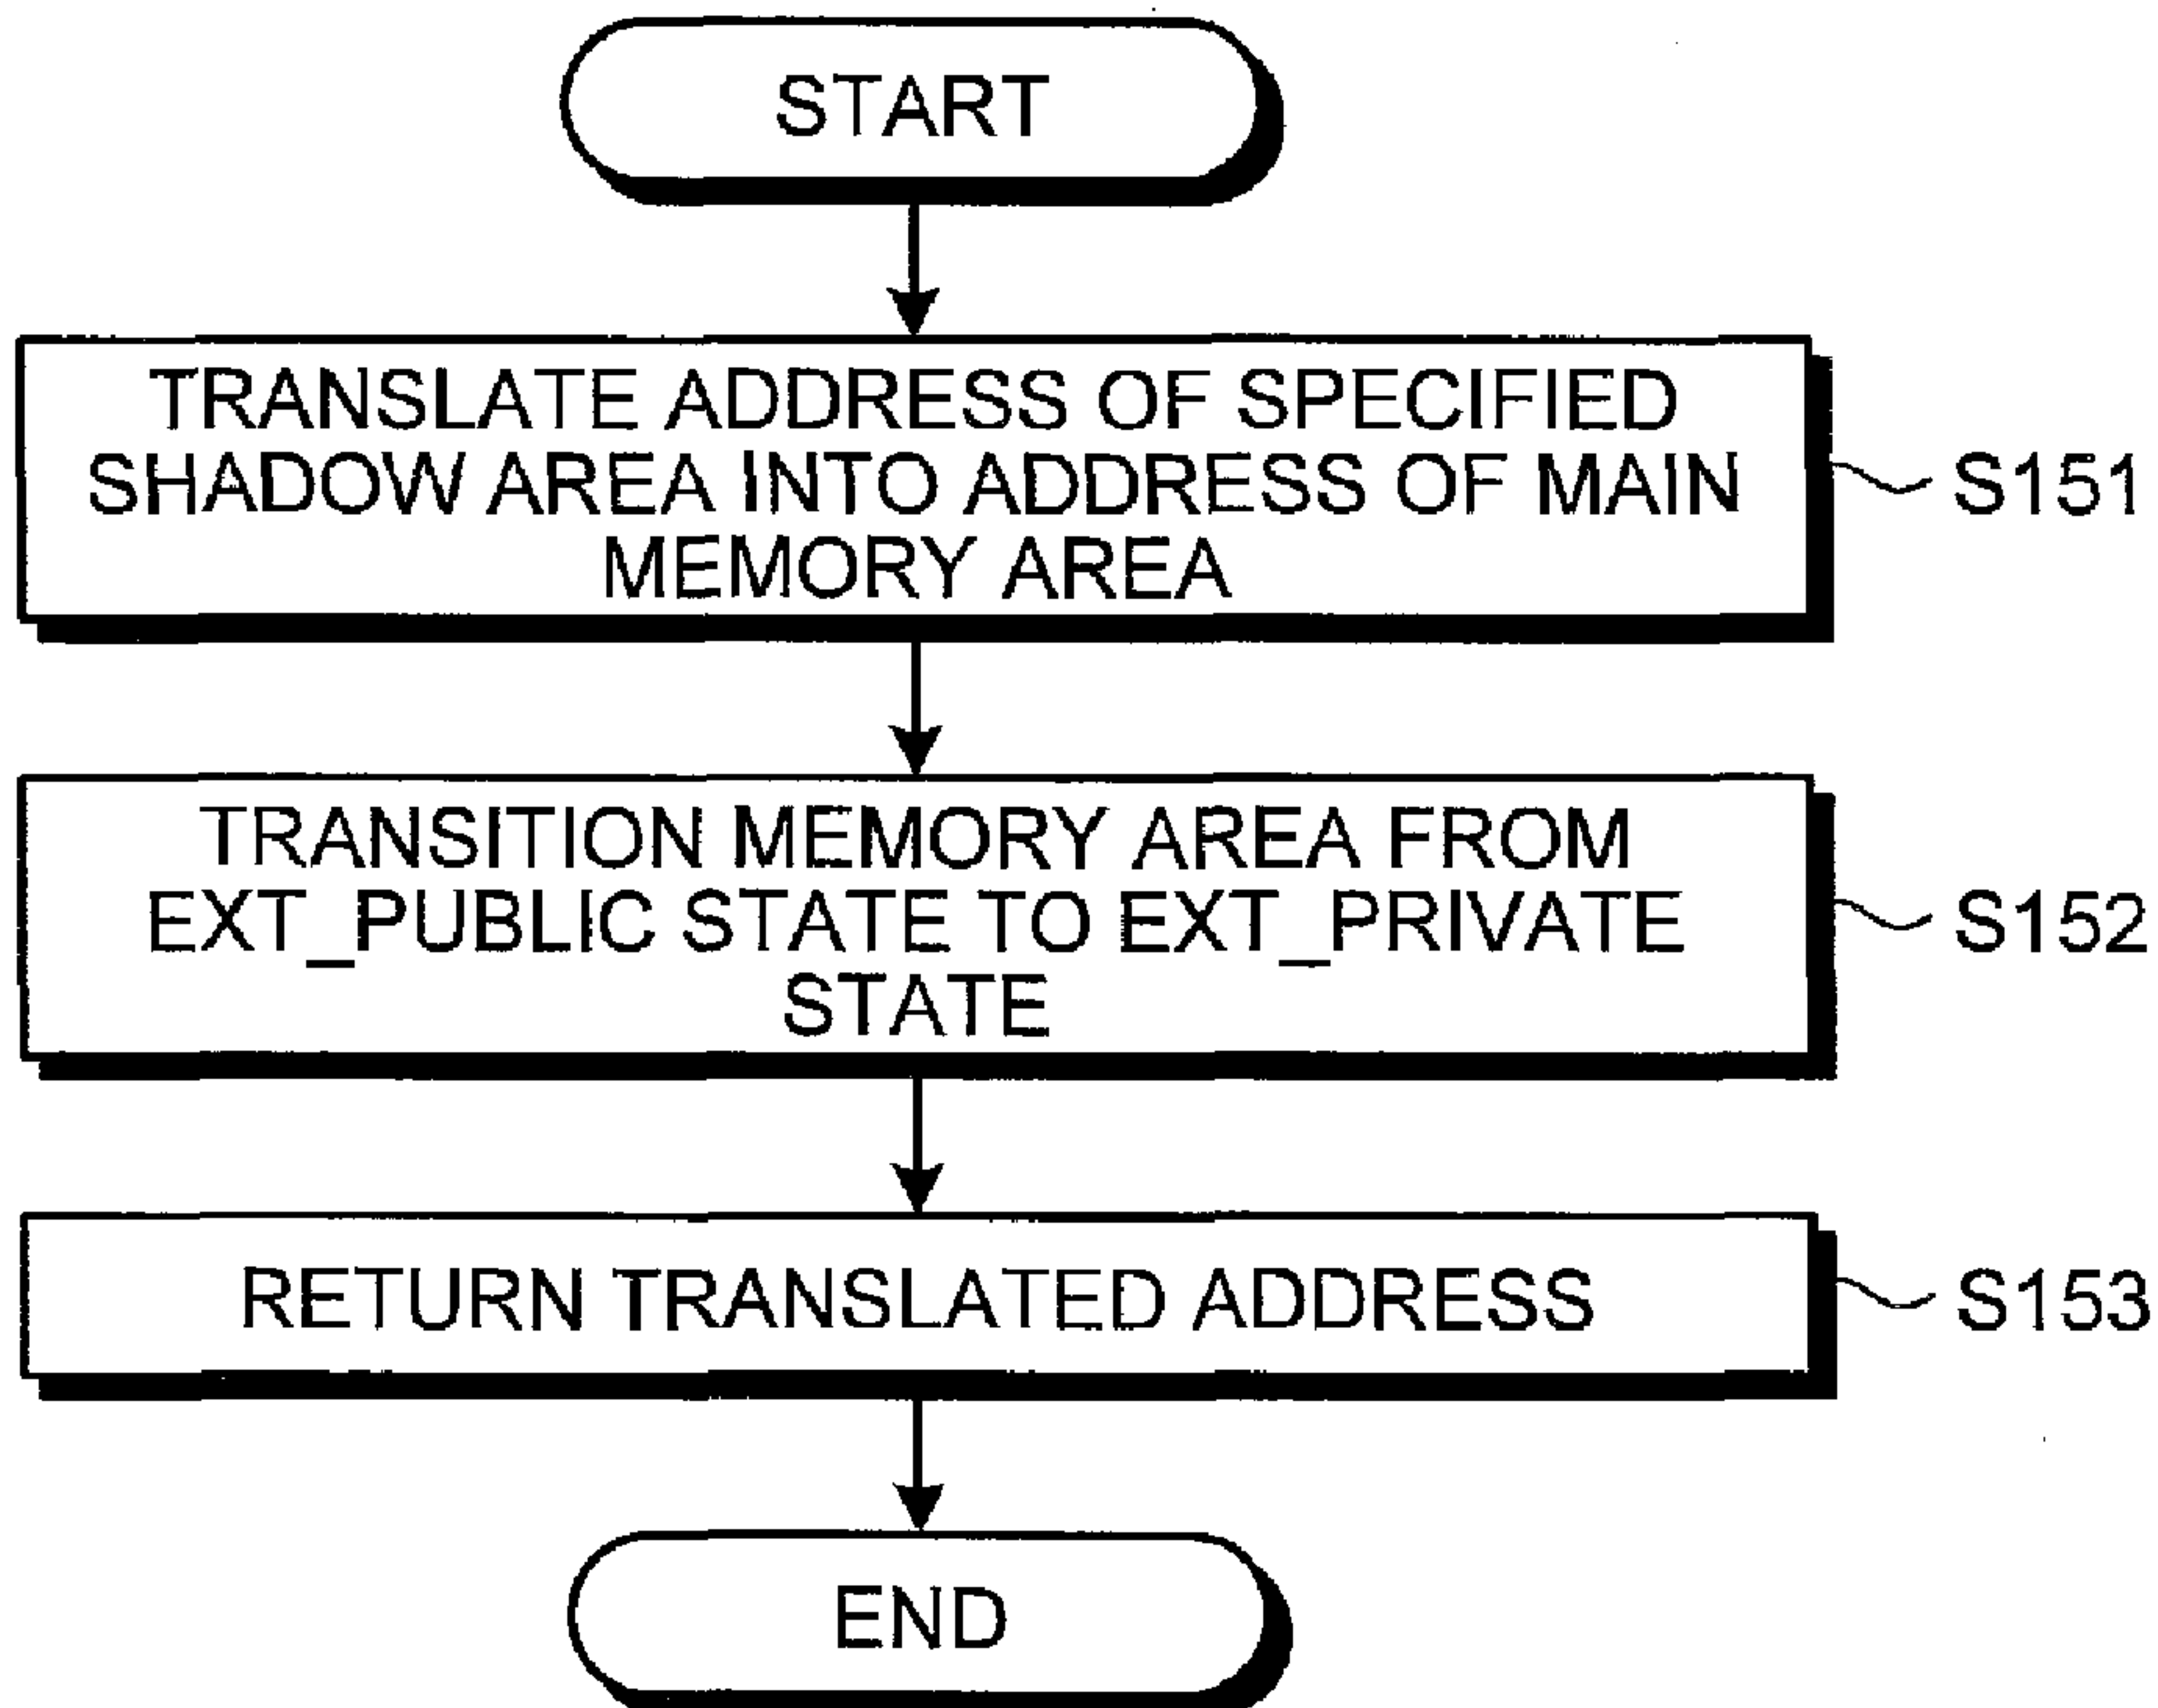 START
TRANSLATE ADDRESS OF SPECIFIED
SHADOW AREA INTO ADDRESS OF MAIN
MEMORY AREA
S151
TRANSITION MEMORY AREA FROM
EXT_PUBLIC STATE TO EXT_PRIVATE
STATE
S152
RETURN TRANSLATED ADDRESS
S153
END